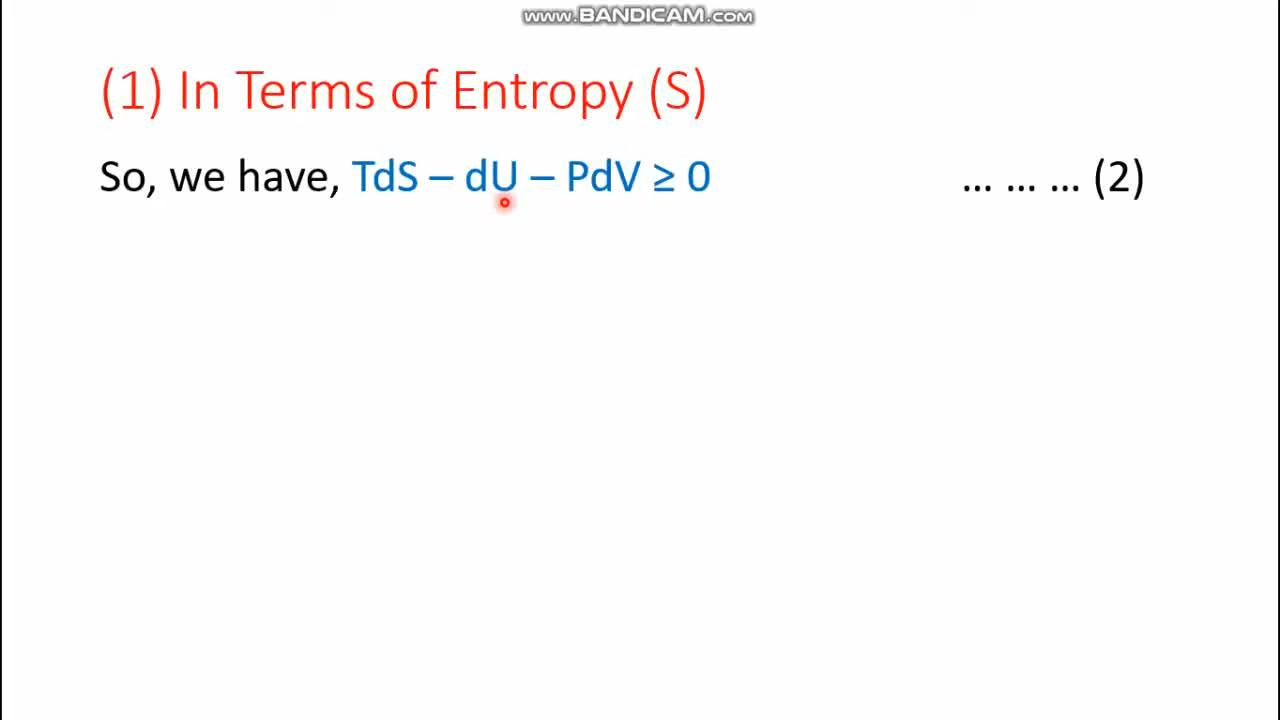 www.BANDICAM.com
(1) In Terms of Entropy (S)
So, we have, TdS – dU – PdV ≥ 0 ... ... ... (2)